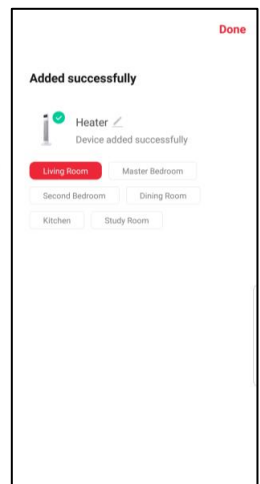 Done
Added successfully
Heater
Device added successfully
Living Room Master Bedroom
Second Bedroom Dining Room
Kitchen Study Room